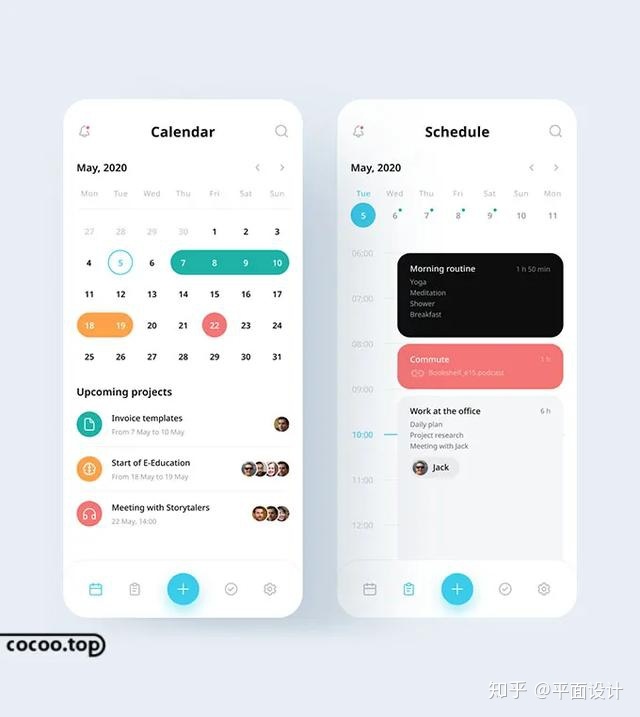 Calendar
May, 2020
Mon Tue Wed Thu Fri Sat Sun
27 28 29 30 1 2 3
4 5 6 7 8 9 10
11 12 13 14 15 16 17
18 19 20 21 22 23 24
25 26 27 28 29 30 31
Upcoming projects
Invoice templates
From 7 May to 10 May
Start of E-Education
From 18 May to 19 May
Meeting with Storytalers
22 May, 14:00
Schedule
May, 2020
Tue Wed Thu Fri Sat Sun Mon
5 6 7 8 9 10 11
06:00
Morning routine 1 h 50 min
Yoga
Meditation
07:00
Shower
Breakfast
08:00
Commute 1 h
Bookshelf_e15.podcast
09:00
Work at the office 6 h
Daily plan
10:00
Project research
Meeting with Jack
Jack
11:00
12:00
cocoo.top
知乎 @平面设计